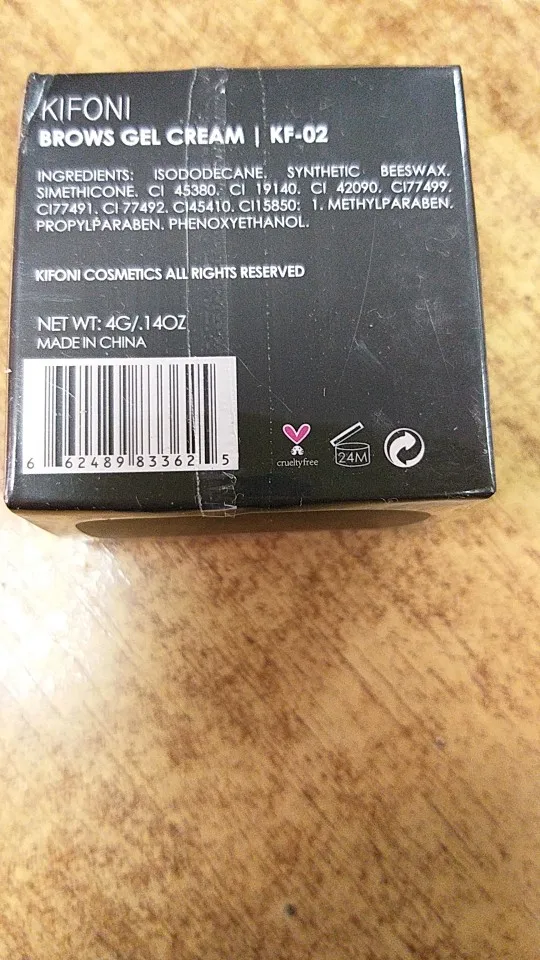 KIFONI
BROWS GEL CREAM | KF-02
INGREDIENTS: ISODODECANE, SYNTHETIC BEESWAX,
SIMETHICONE, CI 45380, CI 19140, CI 42090, CI77499,
CI77491, CI 77492, CI45410, CI15850: 1, METHYLPARABEN,
PROPYLPARABEN, PHENOXYETHANOL.
KIFONI COSMETICS ALL RIGHTS RESERVED
NET WT: 4G/.14OZ
MADE IN CHINA
6 62489 83362 5
crueltyfree
24M